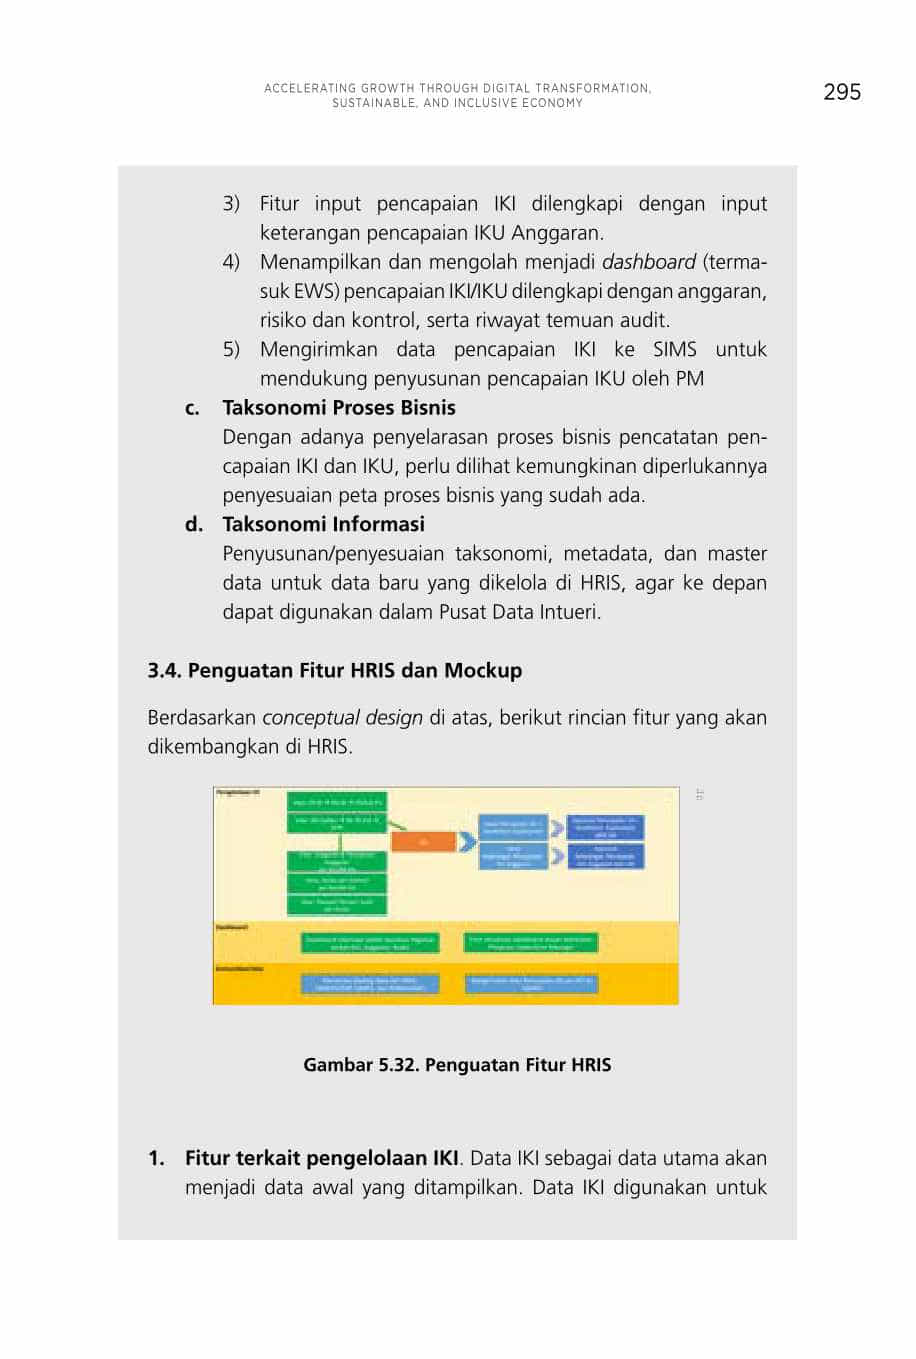 ACCELERATING GROWTH THROUGH DIGITAL TRANSFORMATION,
SUSTAINABLE, AND INCLUSIVE ECONOMY
295
3) Fitur input pencapaian IKI dilengkapi dengan input
keterangan pencapaian IKU Anggaran.
4) Menampilkan dan mengolah menjadi dashboard (terma-
suk EWS) pencapaian IKI/IKU dilengkapi dengan anggaran,
risiko dan kontrol, serta riwayat temuan audit.
5) Mengirimkan data pencapaian IKI ke SIMS untuk
mendukung penyusunan pencapaian IKU oleh PM
c. Taksonomi Proses Bisnis
Dengan adanya penyelarasan proses bisnis pencatatan pen-
capaian IKI dan IKU, perlu dilihat kemungkinan diperlukannya
penyesuaian peta proses bisnis yang sudah ada.
d. Taksonomi Informasi
Penyusunan/penyesuaian taksonomi, metadata, dan master
data untuk data baru yang dikelola di HRIS, agar ke depan
dapat digunakan dalam Pusat Data Intueri.
3.4. Penguatan Fitur HRIS dan Mockup
Berdasarkan conceptual design di atas, berikut rincian fitur yang akan
dikembangkan di HRIS.
Gambar 5.32. Penguatan Fitur HRIS
1. Fitur terkait pengelolaan IKI. Data IKI sebagai data utama akan
menjadi data awal yang ditampilkan. Data IKI digunakan untuk